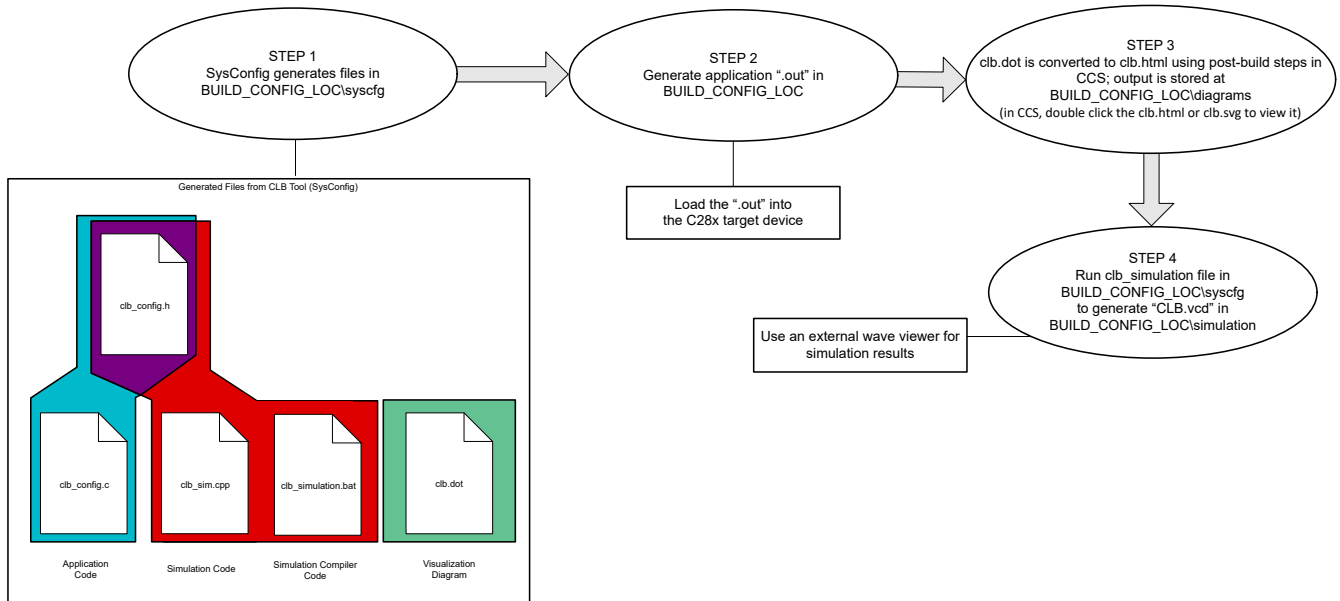 STEP 1
SysConfig generates files in
BUILD_CONFIG_LOC\syscfg
STEP 2
Generate application “.out” in
BUILD_CONFIG_LOC
STEP 3
clb.dot is converted to clb.html using post-build steps in
CCS; output is stored at
BUILD_CONFIG_LOC\diagrams
(in CCS, double click the clb.html or clb.svg to view it)
Load the “.out” into
the C28x target device
STEP 4
Run clb_simulation file in
BUILD_CONFIG_LOC\syscfg
to generate “CLB.vcd” in
BUILD_CONFIG_LOC\simulation
Use an external wave viewer for
simulation results
Generated Files from CLB Tool (SysConfig)
clb_config.h
clb_config.c
clb_sim.cpp
clb_simulation.bat
clb.dot
Application
Code
Simulation Code
Simulation Compiler
Code
Visualization
Diagram